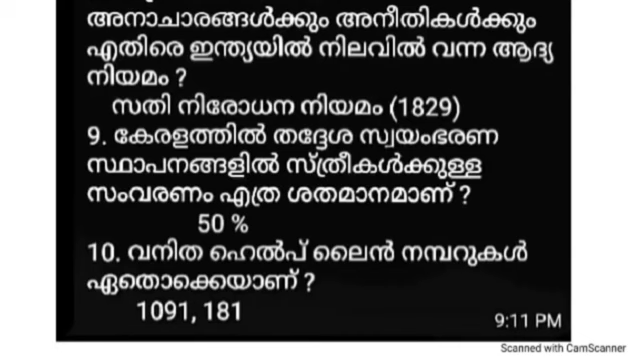 അനാചാരങ്ങൾക്കും അനീതികൾക്കും
എതിരെ ഇന്ത്യയിൽ നിലവിൽ വന്ന ആദ്യ
നിയമം ?
സതി നിരോധന നിയമം (1829)
9. കേരളത്തിൽ തദ്ദേശ സ്വയംഭരണ
സ്ഥാപനങ്ങളിൽ സ്ത്രീകൾക്കുള്ള
സംവരണം എത്ര ശതമാനമാണ് ?
50 %
10. വനിത ഹെൽപ് ലൈൻ നമ്പറുകൾ
ഏതൊക്കെയാണ് ?
1091, 181
9:11 PM
Scanned with CamScanner